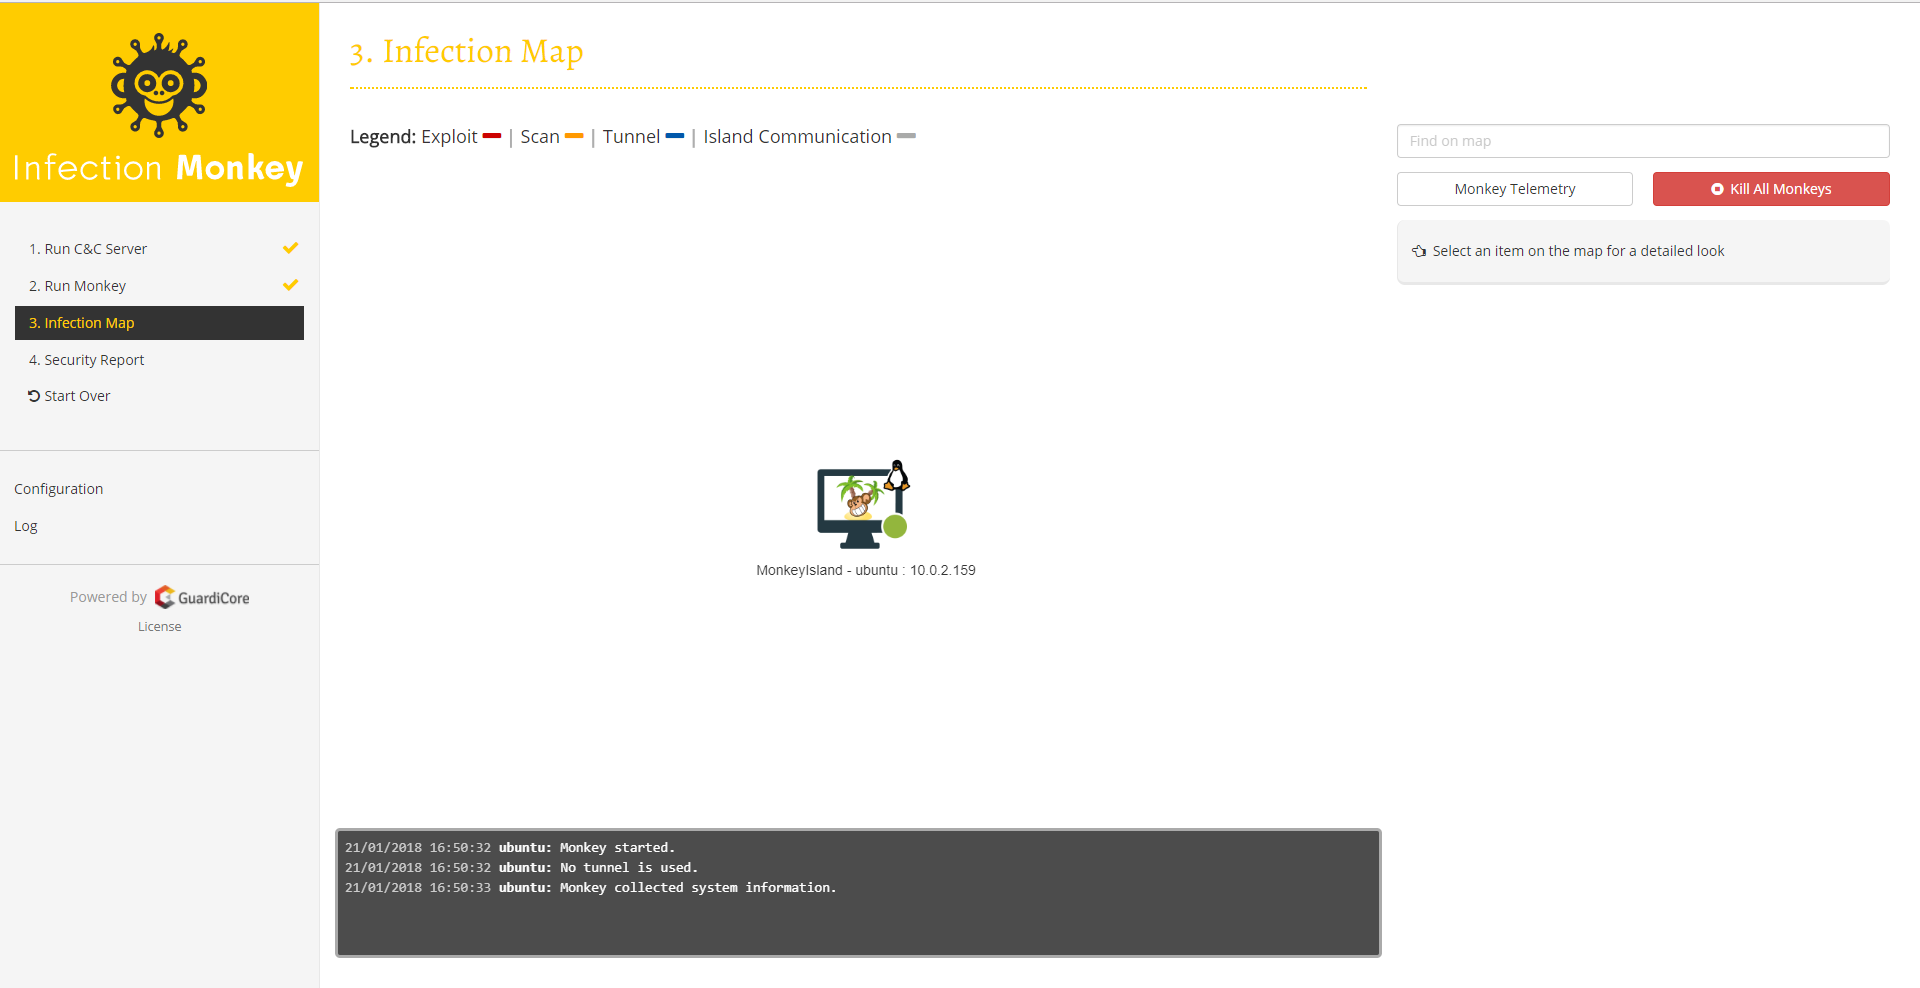 Infection Monkey
1. Run C&C Server
2. Run Monkey
3. Infection Map
4. Security Report
Start Over
Configuration
Log
Powered by GuardiCore
License
3. Infection Map
Legend: Exploit | Scan | Tunnel | Island Communication
MonkeyIsland - ubuntu : 10.0.2.159
21/01/2018 16:50:32 ubuntu: Monkey started.
21/01/2018 16:50:32 ubuntu: No tunnel is used.
21/01/2018 16:50:33 ubuntu: Monkey collected system information.
Find on map
Monkey Telemetry
Kill All Monkeys
Select an item on the map for a detailed look